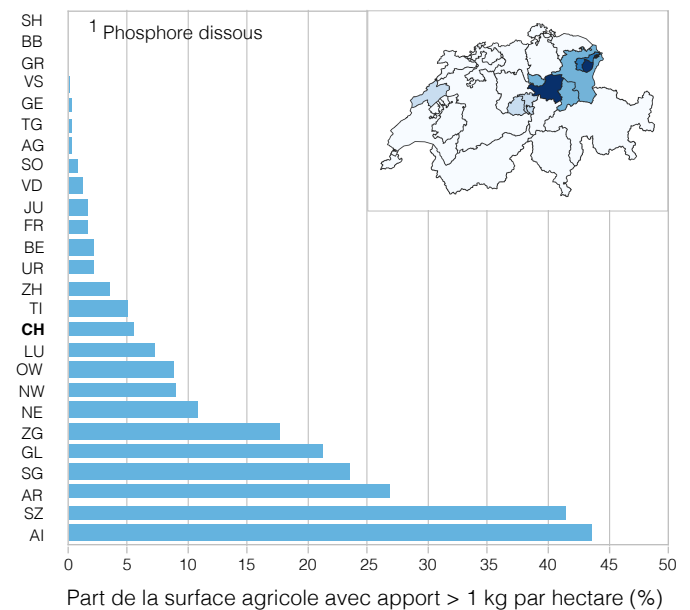 1 Phosphore dissous
SH
BB
GR
VS
GE
TG
AG
SO
VD
JU
FR
BE
UR
ZH
TI
CH
LU
OW
NW
NE
ZG
GL
SG
AR
SZ
AI
0 5 10 15 20 25 30 35 40 45 50
Part de la surface agricole avec apport > 1 kg par hectare (%)